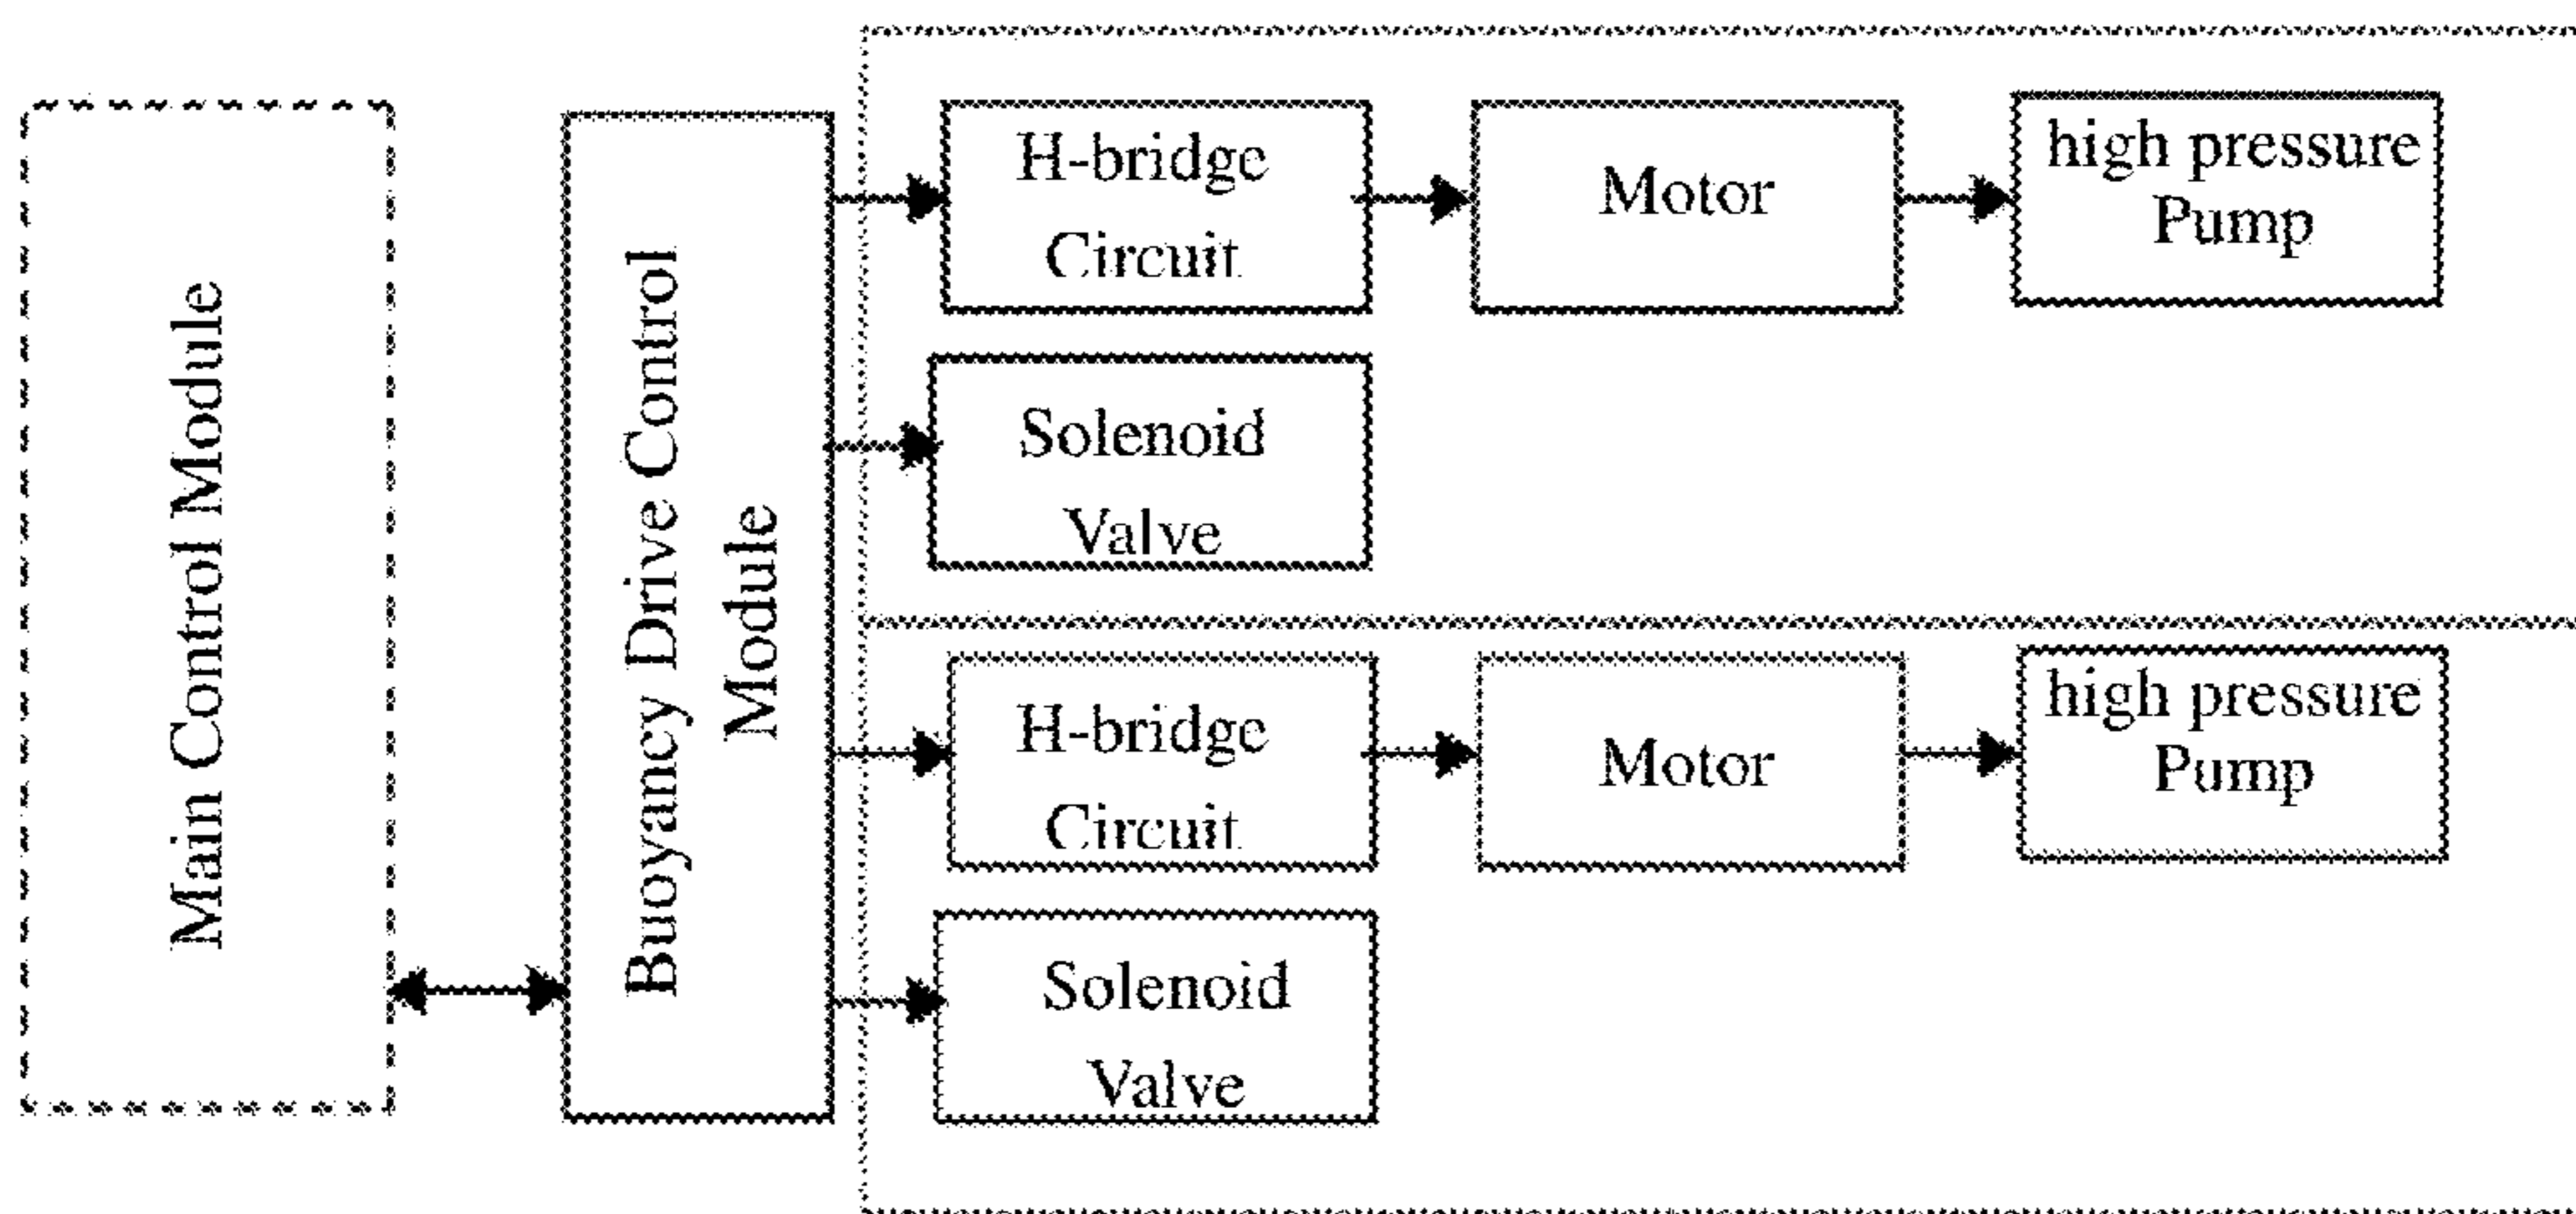 Main Control Module
Buoyancy Drive Control
Module
H-bridge
Circuit
Motor
high pressure
Pump
Solenoid
Valve
H-bridge
Circuit
Motor
high pressure
Pump
Solenoid
Valve